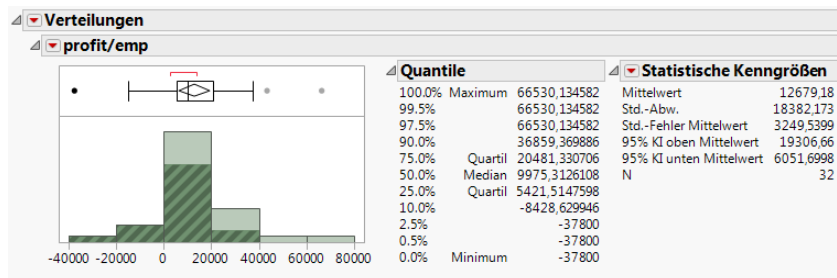 Verteilungen
profit/emp
-40000 -20000 0 20000 40000 60000 80000
Quantile
100.0% Maximum 66530,134582
99.5% 66530,134582
97.5% 66530,134582
90.0% 36859,369886
75.0% Quartil 20481,330706
50.0% Median 9975,3126108
25.0% Quartil 5421,5147598
10.0% -8428,629946
2.5% -37800
0.5% -37800
0.0% Minimum -37800
Statistische Kenngrößen
Mittelwert 12679,18
Std.-Abw. 18382,173
Std.-Fehler Mittelwert 3249,5399
95% KI oben Mittelwert 19306,66
95% KI unten Mittelwert 6051,6998
N 32